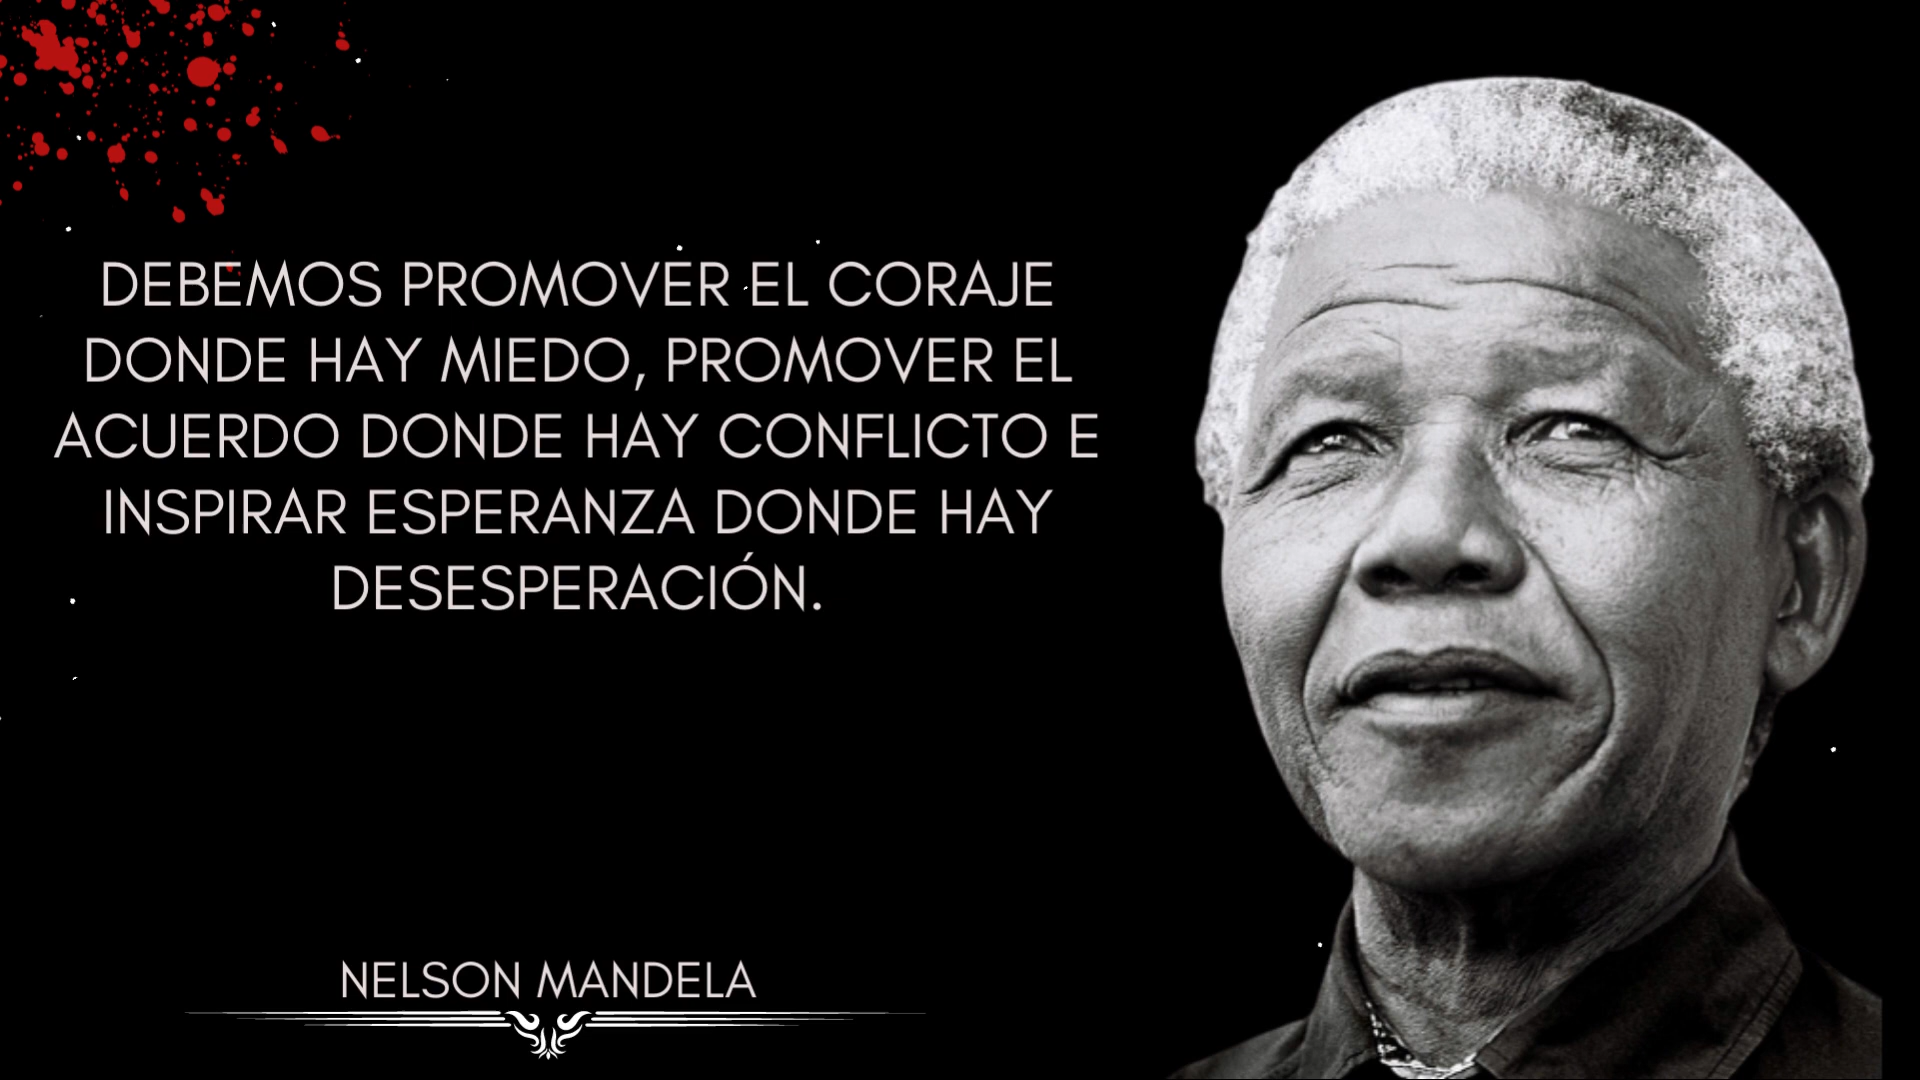 DEBEMOS PROMOVER EL CORAJE
DONDE HAY MIEDO, PROMOVER EL
ACUERDO DONDE HAY CONFLICTO E
INSPIRAR ESPERANZA DONDE HAY
DESESPERACIÓN.
NELSON MANDELA